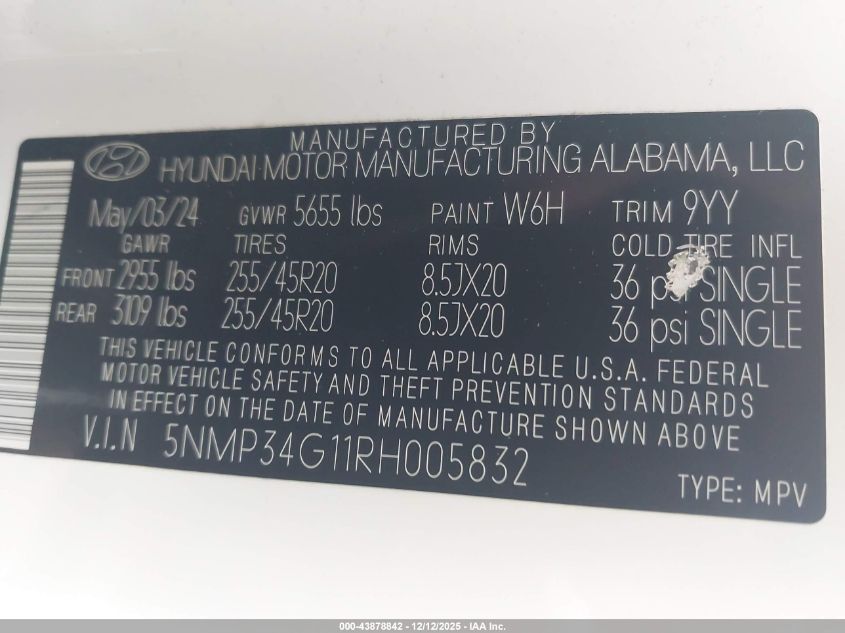 MANUFACTURED BY
HYUNDAI MOTOR MANUFACTURING ALABAMA, LLC
May/03/24 GVWR 5655 lbs PAINT W6H TRIM 9YY
GAWR TIRES RIMS COLD TIRE INFL
FRONT 2955 lbs 255/45R20 8.5JX20 36 psi SINGLE
REAR 3109 lbs 255/45R20 8.5JX20 36 psi SINGLE
THIS VEHICLE CONFORMS TO ALL APPLICABLE U.S.A. FEDERAL
MOTOR VEHICLE SAFETY AND THEFT PREVENTION STANDARDS
IN EFFECT ON THE DATE OF MANUFACTURE SHOWN ABOVE
V.I.N 5NMP34G11RH005832
TYPE: MPV
000-43878842 - 12/12/2025 - IAA Inc.